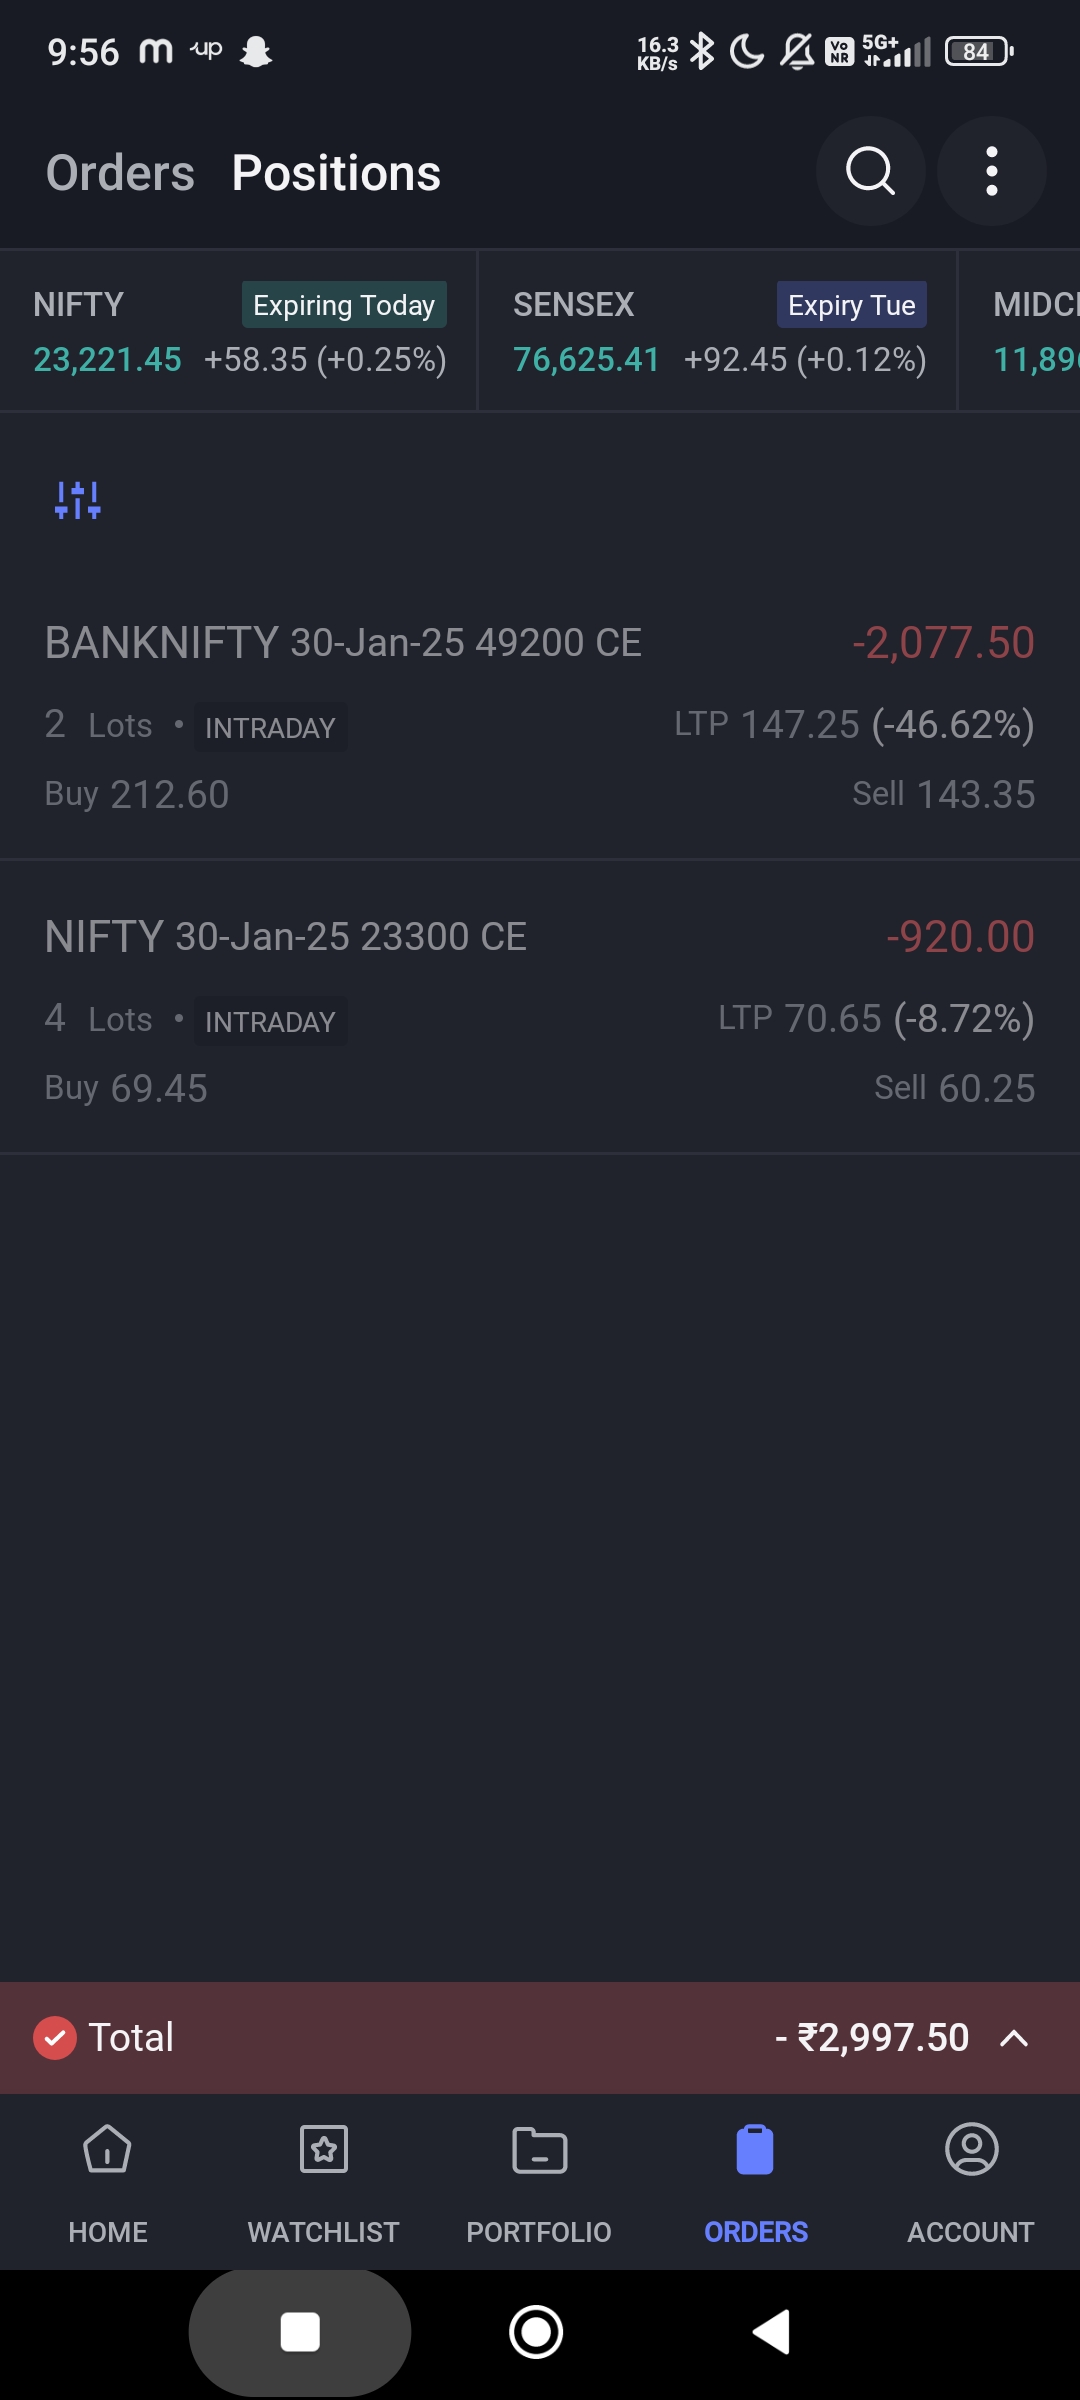 9:56 m up 16.3 KB/s Vo NR 5G+ 84
Orders Positions
NIFTY Expiring Today SENSEX Expiry Tue MIDC
23,221.45 +58.35 (+0.25%) 76,625.41 +92.45 (+0.12%) 11,89
BANKNIFTY 30-Jan-25 49200 CE -2,077.50
2 Lots • INTRADAY LTP 147.25 (-46.62%)
Buy 212.60 Sell 143.35
NIFTY 30-Jan-25 23300 CE -920.00
4 Lots • INTRADAY LTP 70.65 (-8.72%)
Buy 69.45 Sell 60.25
Total - ₹2,997.50
HOME WATCHLIST PORTFOLIO ORDERS ACCOUNT